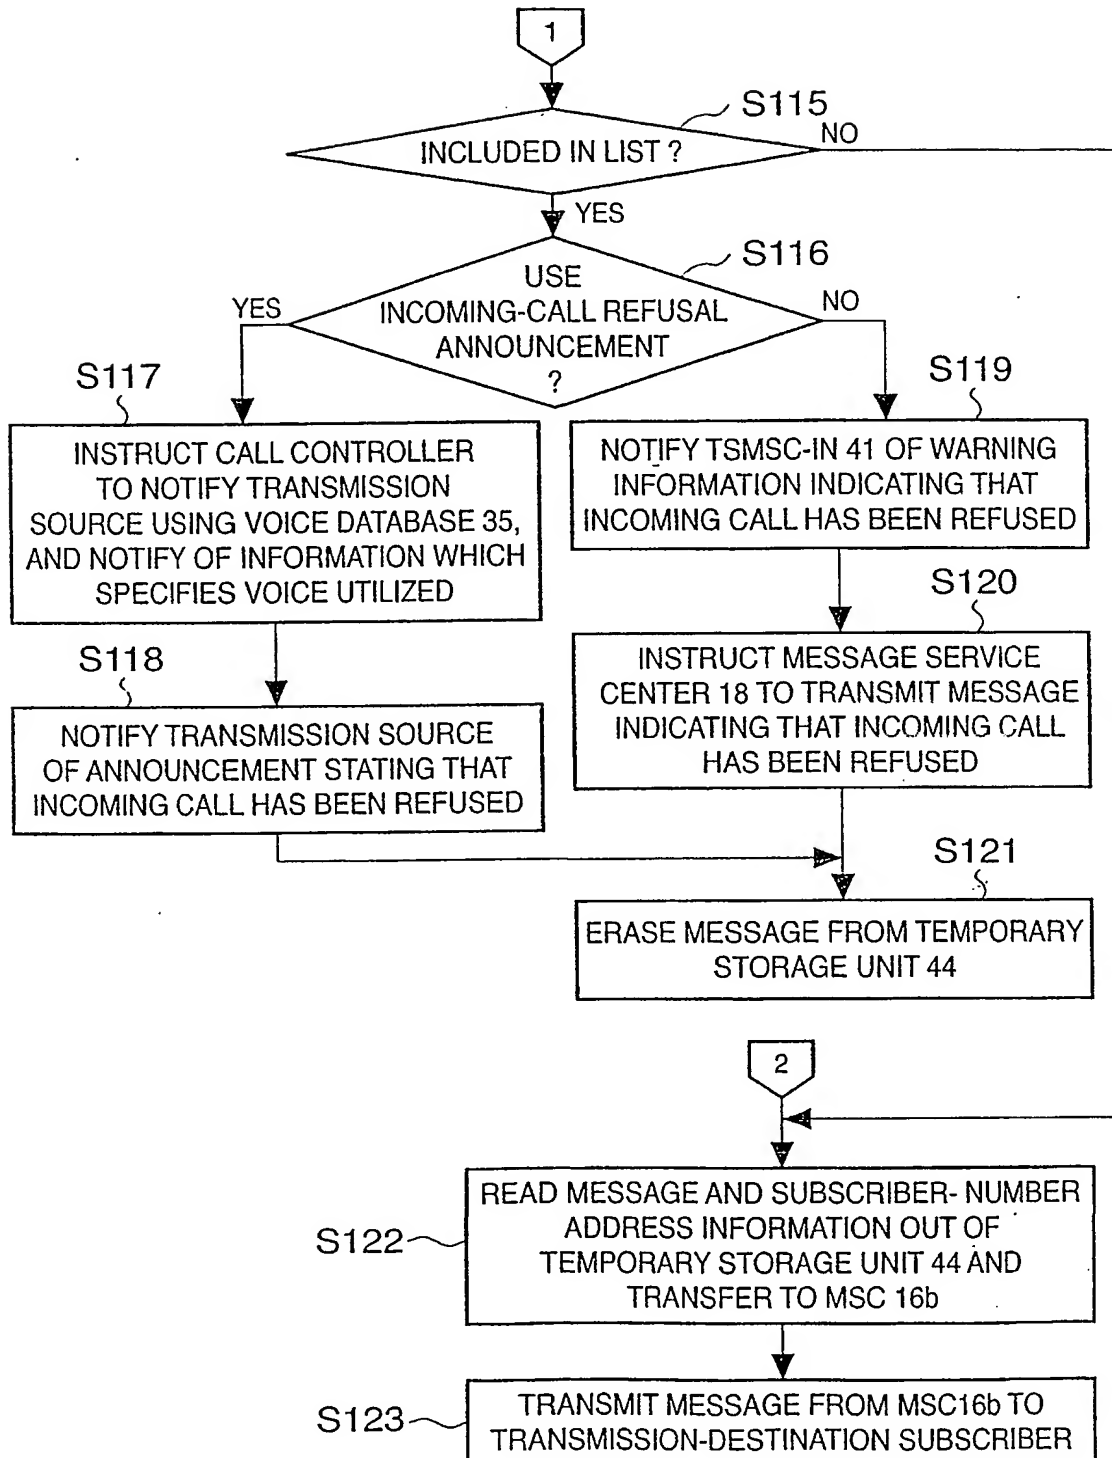 1
S115
INCLUDED IN LIST ?
NO
YES
S116
USE
INCOMING-CALL REFUSAL
ANNOUNCEMENT
?
YES
NO
S117
INSTRUCT CALL CONTROLLER
TO NOTIFY TRANSMISSION
SOURCE USING VOICE DATABASE 35,
AND NOTIFY OF INFORMATION WHICH
SPECIFIES VOICE UTILIZED
S119
NOTIFY TSMSC-IN 41 OF WARNING
INFORMATION INDICATING THAT
INCOMING CALL HAS BEEN REFUSED
S118
NOTIFY TRANSMISSION SOURCE
OF ANNOUNCEMENT STATING THAT
INCOMING CALL HAS BEEN REFUSED
S120
INSTRUCT MESSAGE SERVICE
CENTER 18 TO TRANSMIT MESSAGE
INDICATING THAT INCOMING CALL
HAS BEEN REFUSED
S121
ERASE MESSAGE FROM TEMPORARY
STORAGE UNIT 44
2
S122
READ MESSAGE AND SUBSCRIBER- NUMBER
ADDRESS INFORMATION OUT OF
TEMPORARY STORAGE UNIT 44 AND
TRANSFER TO MSC 16b
S123
TRANSMIT MESSAGE FROM MSC16b TO
TRANSMISSION-DESTINATION SUBSCRIBER